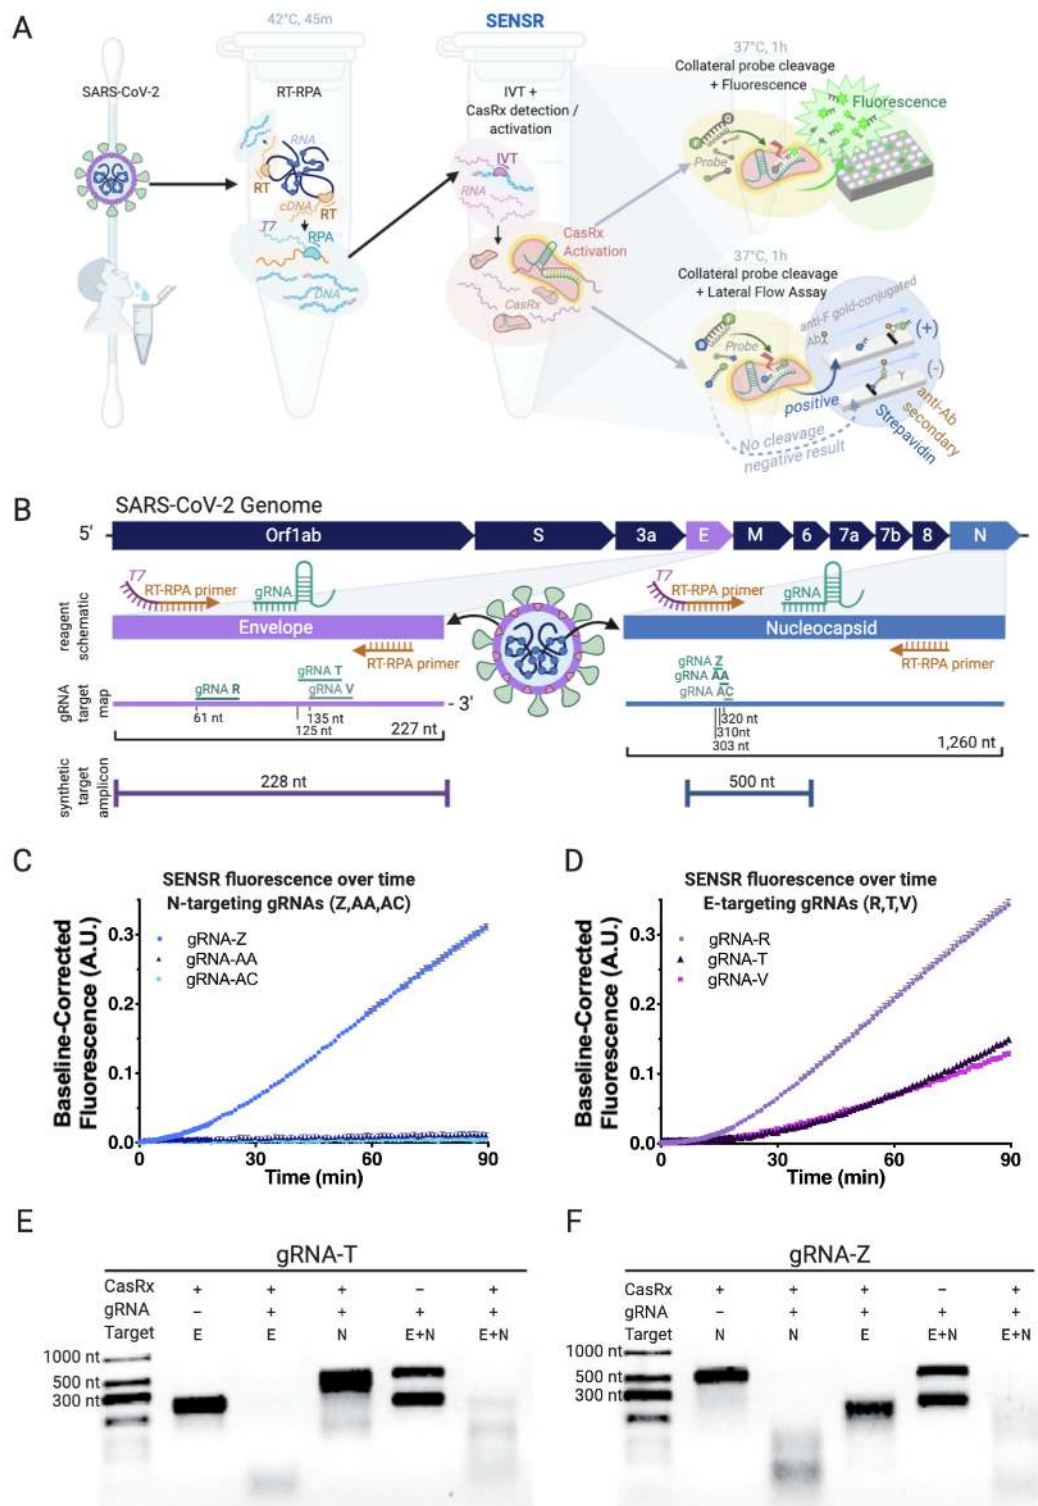 A
42°C, 45m
SENSR
SARS-CoV-2
RT-RPA
RNA
RT
cDNA
RT
T7
RPA
DNA
IVT +
CasRx detection /
activation
IVT
RNA
CasRx
Activation
CasRx
37°C, 1h
Collateral probe cleavage
+ Fluorescence
Fluorescence
Probe
37°C, 1h
Collateral probe cleavage
+ Lateral Flow Assay
anti-F gold-conjugated
Ab
Probe
(+)
(-)
positive
No cleavage
negative result
anti-Ab
secondary
Strepavidin
B
SARS-CoV-2 Genome
5'
Orf1ab
S
3a
E
M
6
7a
7b
8
N
reagent
schematic
T7
RT-RPA primer
gRNA
Envelope
RT-RPA primer
T7
RT-RPA primer
gRNA
Nucleocapsid
RT-RPA primer
gRNA
target
map
gRNA R
gRNA T
gRNA V
- 3'
61 nt
135 nt
125 nt
227 nt
gRNA Z
gRNA AA
gRNA AC
320 nt
310nt
303 nt
1,260 nt
synthetic
target
amplicon
228 nt
500 nt
C
SENSR fluorescence over time
N-targeting gRNAs (Z,AA,AC)
Baseline-Corrected
Fluorescence (A.U.)
0.3
0.2
0.1
0.0
gRNA-Z
gRNA-AA
gRNA-AC
0
30
60
90
Time (min)
D
SENSR fluorescence over time
E-targeting gRNAs (R,T,V)
Baseline-Corrected
Fluorescence (A.U.)
0.3
0.2
0.1
0.0
gRNA-R
gRNA-T
gRNA-V
0
30
60
90
Time (min)
E
gRNA-T
CasRx + + + – +
gRNA – + + + +
Target E E N E+N E+N
1000 nt
500 nt
300 nt
F
gRNA-Z
CasRx + + + – +
gRNA – + + + +
Target N N E E+N E+N
1000 nt
500 nt
300 nt